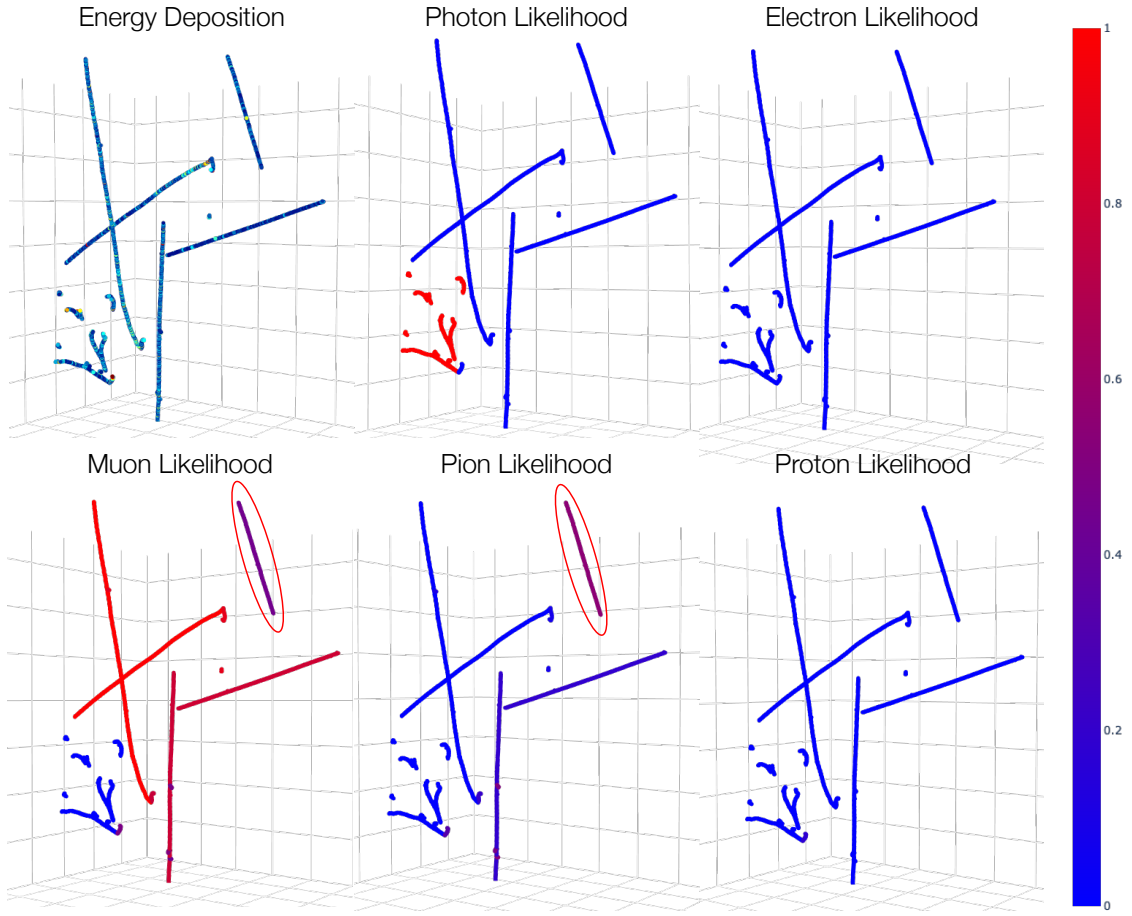 Energy Deposition
Photon Likelihood
Electron Likelihood
1
0.8
0.6
0.4
0.2
0
Muon Likelihood
Pion Likelihood
Proton Likelihood